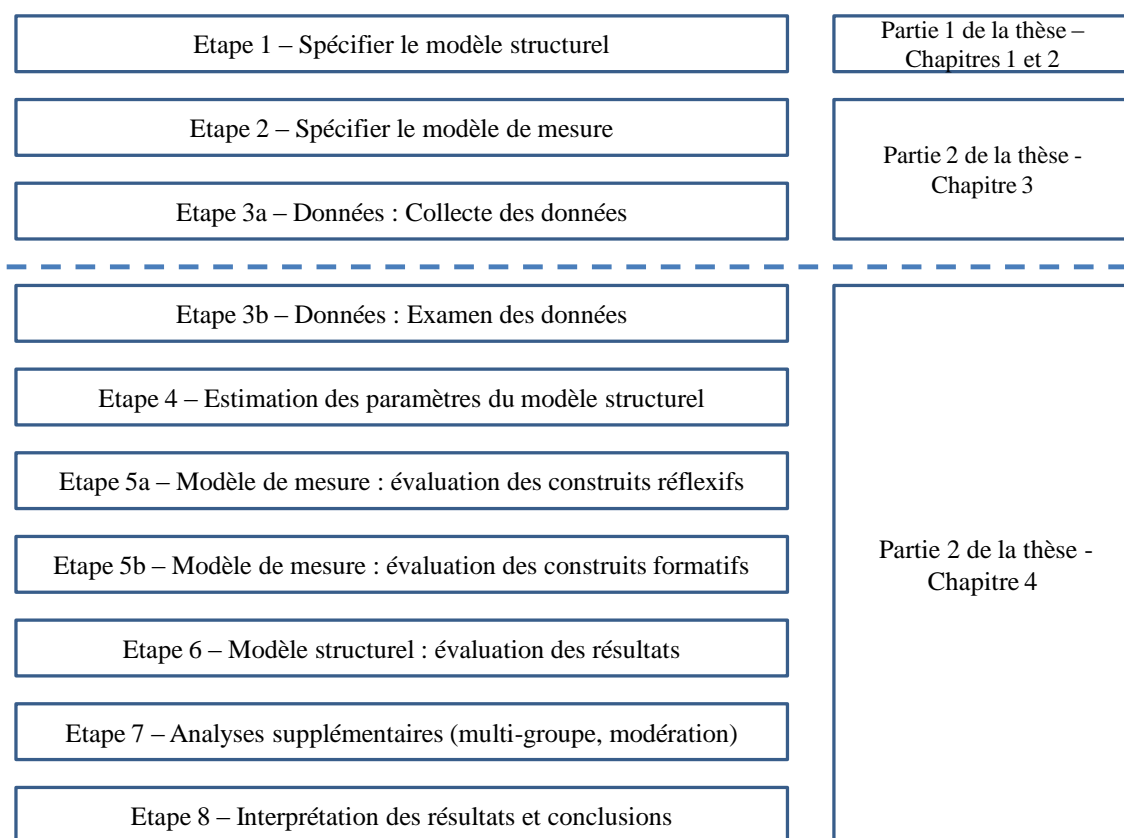 Etape 1 – Spécifier le modèle structurel
Partie 1 de la thèse –
Chapitres 1 et 2
Etape 2 – Spécifier le modèle de mesure
Etape 3a – Données : Collecte des données
Partie 2 de la thèse -
Chapitre 3
Etape 3b – Données : Examen des données
Etape 4 – Estimation des paramètres du modèle structurel
Etape 5a – Modèle de mesure : évaluation des construits réflexifs
Etape 5b – Modèle de mesure : évaluation des construits formatifs
Etape 6 – Modèle structurel : évaluation des résultats
Etape 7 – Analyses supplémentaires (multi-groupe, modération)
Etape 8 – Interprétation des résultats et conclusions
Partie 2 de la thèse -
Chapitre 4